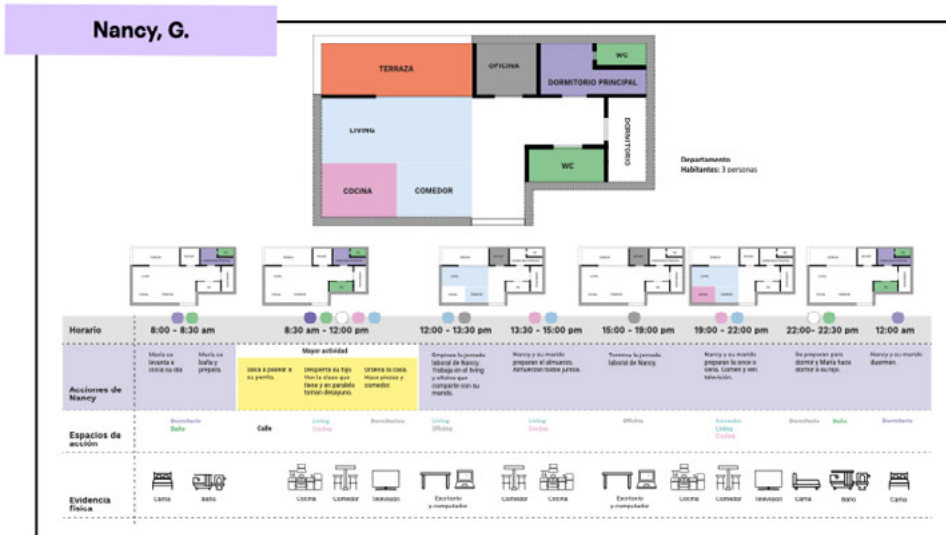 Nancy, G.
TERRAZA
OFICINA
WC
DORMITORIO PRINCIPAL
LIVING
DORMITORIO
WC
COCINA
COMEDOR
Departamento
Habitantes: 3 personas
Horario
8:00 - 8:30 am
8:30 am - 12:00 pm
12:00 - 13:30 pm
13:30 - 15:00 pm
15:00 - 19:00 pm
19:00 - 22:00 pm
22:00- 22:30 pm
12:00 am
Mayor actividad
Acciones de
Nancy
María se
levanta e
inicia su día
María se
baña y
prepara.
Saca a pasear a
su perrito.
Despierta su hijo.
Ven la clase que
tiene y en paralelo
toman desayuno.
Ordena la casa.
Hace piezas y
comedor.
Empieza la jornada
laboral de Nancy.
Trabaja en el living
y oficina que
comparte con su
marido.
Nancy y su marido
preparan el almuerzo.
Almuerzan todos juntos.
Termina la jornada
laboral de Nancy
Nancy y su marido
preparan la once o
cena. Comen y ven
televisión.
Se preparan para
dormir y María hace
dormir a su hijo.
Nancy y su marido
duermen.
Espacios de
acción
Dormitorio
Baño
Calle
Living
Cocina
Dormitorios
Living
Oficina
Living
Cocina
Oficina
Comedor
Living
Cocina
Dormitorio
Baño
Dormitorio
Evidencia
física
Cama
Baño
Cocina
Comedor
Televisión
Escritorio
y computador
Comedor
Cocina
Escritorio
y computador
Cocina
Comedor
Televisión
Cama
Baño
Cama